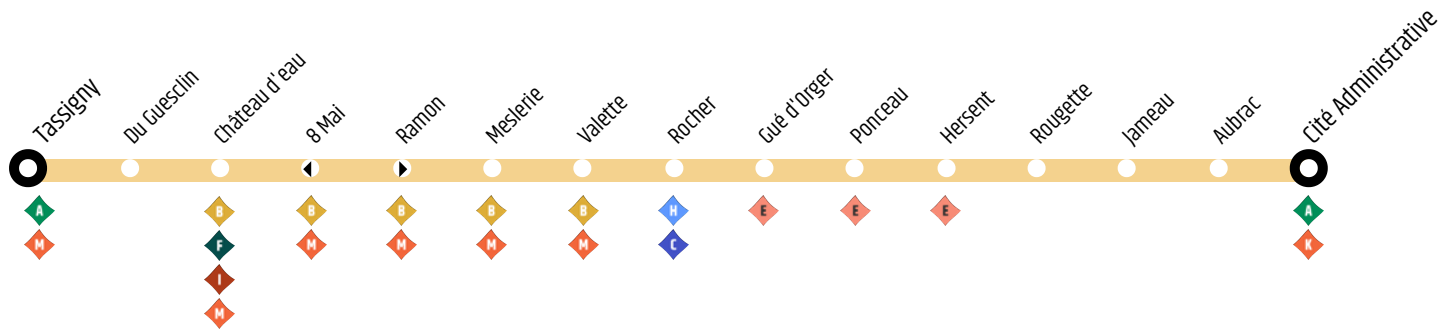 Tassigny
Du Guesclin
Château d'eau
8 Mai
Ramon
Meslerie
Valette
Rocher
Gué d'Orger
Ponceau
Hersent
Rougette
Jameau
Aubrac
Cité Administrative
A B B B B B H E E E A
M F M M M M C K
I
M